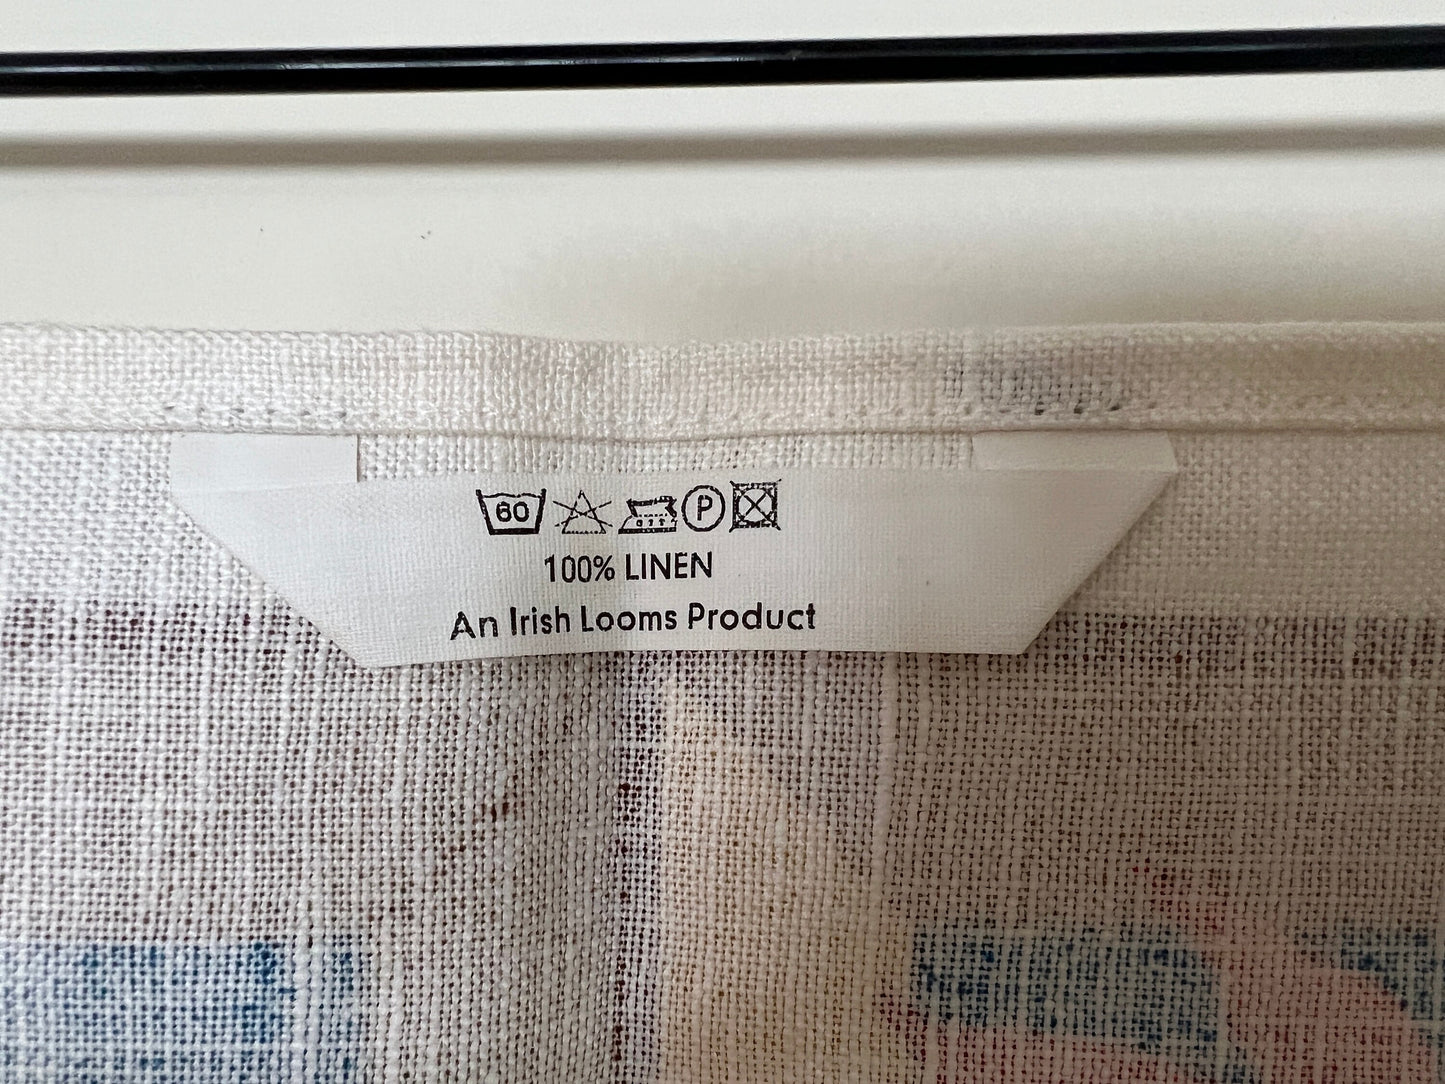 60 P
100% LINEN
An Irish Looms Product